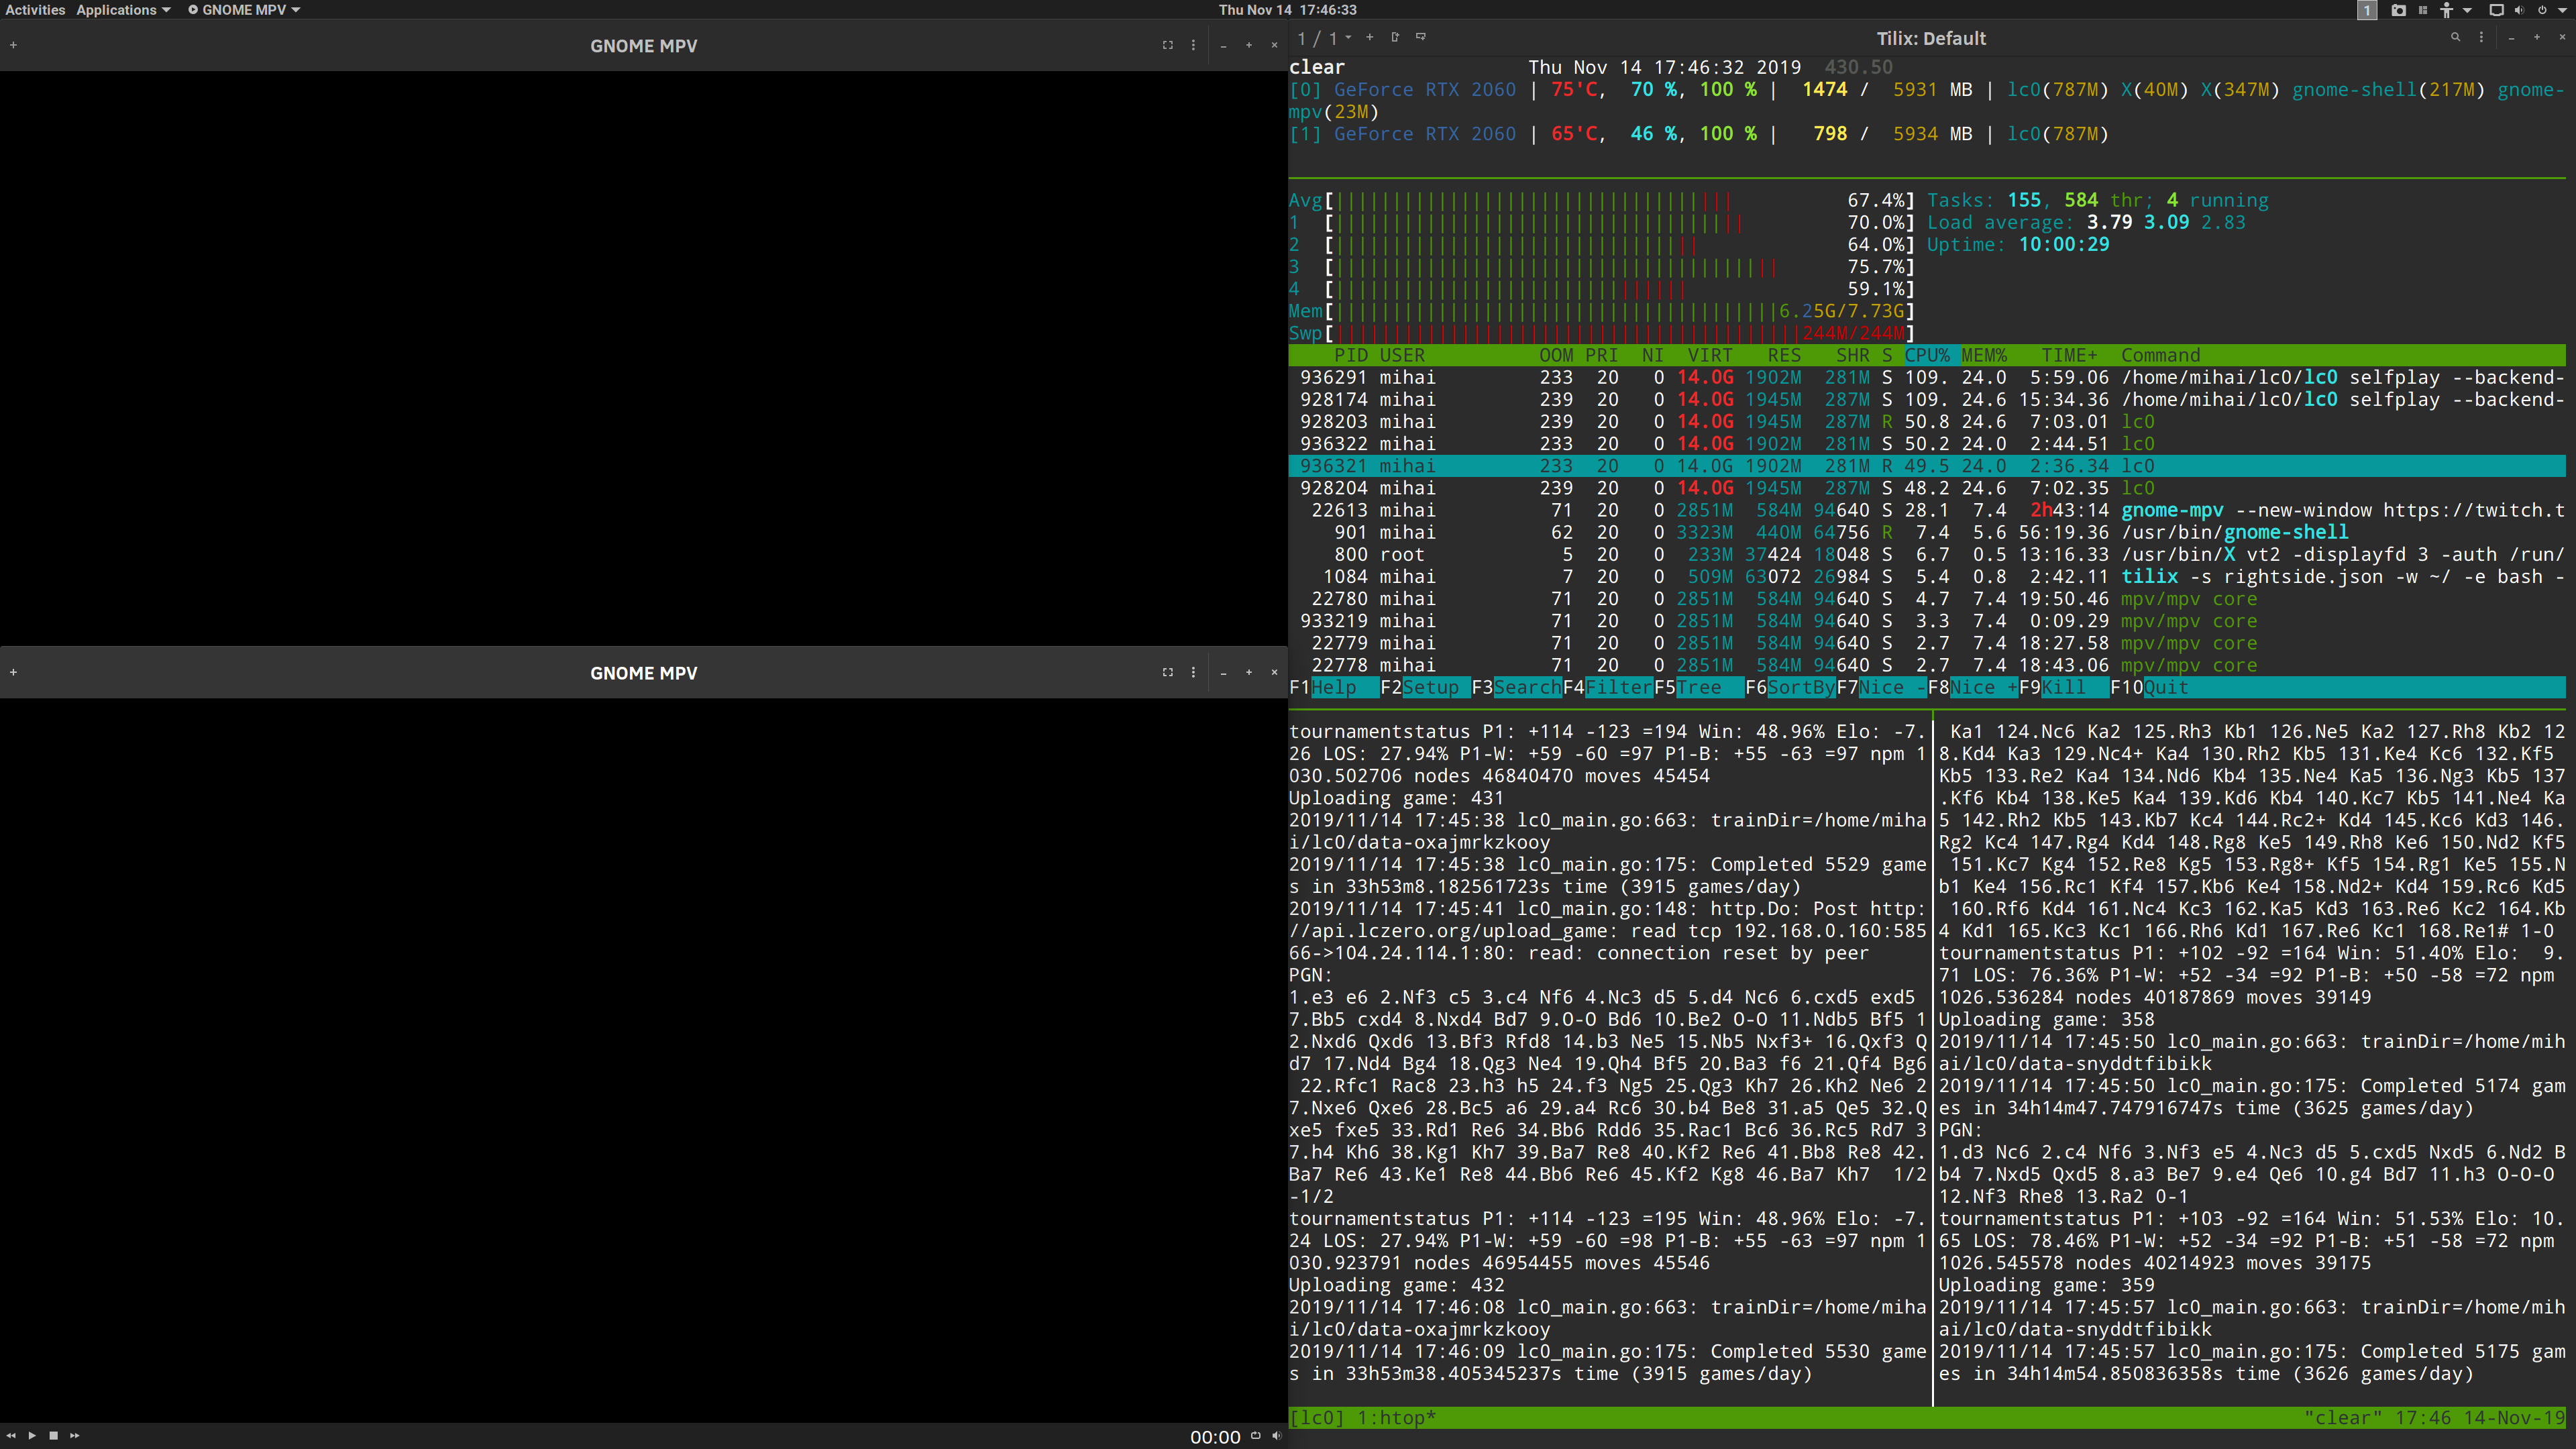 Activities Applications GNOME MPV Thu Nov 14 17:46:33 1
GNOME MPV
GNOME MPV
00:00
1 / 1 Tilix: Default
clear Thu Nov 14 17:46:32 2019 430.50
[0] GeForce RTX 2060 | 75'C, 70 %, 100 % | 1474 / 5931 MB | lc0(787M) X(40M) X(347M) gnome-shell(217M) gnome-
mpv(23M)
[1] GeForce RTX 2060 | 65'C, 46 %, 100 % | 798 / 5934 MB | lc0(787M)
Avg[ 67.4%] Tasks: 155, 584 thr; 4 running
1 [ 70.0%] Load average: 3.79 3.09 2.83
2 [ 64.0%] Uptime: 10:00:29
3 [ 75.7%]
4 [ 59.1%]
Mem[ 6.25G/7.73G]
Swp[ 244M/244M]
PID USER OOM PRI NI VIRT RES SHR S CPU% MEM% TIME+ Command
936291 mihai 233 20 0 14.0G 1902M 281M S 109. 24.0 5:59.06 /home/mihai/lc0/lc0 selfplay --backend-
928174 mihai 239 20 0 14.0G 1945M 287M S 109. 24.6 15:34.36 /home/mihai/lc0/lc0 selfplay --backend-
928203 mihai 239 20 0 14.0G 1945M 287M R 50.8 24.6 7:03.01 lc0
936322 mihai 233 20 0 14.0G 1902M 281M S 50.2 24.0 2:44.51 lc0
936321 mihai 233 20 0 14.0G 1902M 281M R 49.5 24.0 2:36.34 lc0
928204 mihai 239 20 0 14.0G 1945M 287M S 48.2 24.6 7:02.35 lc0
22613 mihai 71 20 0 2851M 584M 94640 S 28.1 7.4 2h43:14 gnome-mpv --new-window https://twitch.t
901 mihai 62 20 0 3323M 440M 64756 R 7.4 5.6 56:19.36 /usr/bin/gnome-shell
800 root 5 20 0 233M 37424 18048 S 6.7 0.5 13:16.33 /usr/bin/X vt2 -displayfd 3 -auth /run/
1084 mihai 7 20 0 509M 63072 26984 S 5.4 0.8 2:42.11 tilix -s rightside.json -w ~/ -e bash -
22780 mihai 71 20 0 2851M 584M 94640 S 4.7 7.4 19:50.46 mpv/mpv core
933219 mihai 71 20 0 2851M 584M 94640 S 3.3 7.4 0:09.29 mpv/mpv core
22779 mihai 71 20 0 2851M 584M 94640 S 2.7 7.4 18:27.58 mpv/mpv core
22778 mihai 71 20 0 2851M 584M 94640 S 2.7 7.4 18:43.06 mpv/mpv core
F1Help F2Setup F3SearchF4FilterF5Tree F6SortByF7Nice -F8Nice +F9Kill F10Quit
tournamentstatus P1: +114 -123 =194 Win: 48.96% Elo: -7.
26 LOS: 27.94% P1-W: +59 -60 =97 P1-B: +55 -63 =97 npm 1
030.502706 nodes 46840470 moves 45454
Uploading game: 431
2019/11/14 17:45:38 lc0_main.go:663: trainDir=/home/miha
i/lc0/data-oxajmrkzkooy
2019/11/14 17:45:38 lc0_main.go:175: Completed 5529 game
s in 33h53m8.182561723s time (3915 games/day)
2019/11/14 17:45:41 lc0_main.go:148: http.Do: Post http:
//api.lczero.org/upload_game: read tcp 192.168.0.160:585
66->104.24.114.1:80: read: connection reset by peer
PGN:
1.e3 e6 2.Nf3 c5 3.c4 Nf6 4.Nc3 d5 5.d4 Nc6 6.cxd5 exd5
7.Bb5 cxd4 8.Nxd4 Bd7 9.O-O Bd6 10.Be2 O-O 11.Ndb5 Bf5 1
2.Nxd6 Qxd6 13.Bf3 Rfd8 14.b3 Ne5 15.Nb5 Nxf3+ 16.Qxf3 Q
d7 17.Nd4 Bg4 18.Qg3 Ne4 19.Qh4 Bf5 20.Ba3 f6 21.Qf4 Bg6
22.Rfc1 Rac8 23.h3 h5 24.f3 Ng5 25.Qg3 Kh7 26.Kh2 Ne6 2
7.Nxe6 Qxe6 28.Bc5 a6 29.a4 Rc6 30.b4 Be8 31.a5 Qe5 32.Q
xe5 fxe5 33.Rd1 Re6 34.Bb6 Rdd6 35.Rac1 Bc6 36.Rc5 Rd7 3
7.h4 Kh6 38.Kg1 Kh7 39.Ba7 Re8 40.Kf2 Re6 41.Bb8 Re8 42.
Ba7 Re6 43.Ke1 Re8 44.Bb6 Re6 45.Kf2 Kg8 46.Ba7 Kh7 1/2
-1/2
tournamentstatus P1: +114 -123 =195 Win: 48.96% Elo: -7.
24 LOS: 27.94% P1-W: +59 -60 =98 P1-B: +55 -63 =97 npm 1
030.923791 nodes 46954455 moves 45546
Uploading game: 432
2019/11/14 17:46:08 lc0_main.go:663: trainDir=/home/miha
i/lc0/data-oxajmrkzkooy
2019/11/14 17:46:09 lc0_main.go:175: Completed 5530 game
s in 33h53m38.405345237s time (3915 games/day)
Ka1 124.Nc6 Ka2 125.Rh3 Kb1 126.Ne5 Ka2 127.Rh8 Kb2 12
8.Kd4 Ka3 129.Nc4+ Ka4 130.Rh2 Kb5 131.Ke4 Kc6 132.Kf5
Kb5 133.Re2 Ka4 134.Nd6 Kb4 135.Ne4 Ka5 136.Ng3 Kb5 137
.Kf6 Kb4 138.Ke5 Ka4 139.Kd6 Kb4 140.Kc7 Kb5 141.Ne4 Ka
5 142.Rh2 Kb5 143.Kb7 Kc4 144.Rc2+ Kd4 145.Kc6 Kd3 146.
Rg2 Kc4 147.Rg4 Kd4 148.Rg8 Ke5 149.Rh8 Ke6 150.Nd2 Kf5
151.Kc7 Kg4 152.Re8 Kg5 153.Rg8+ Kf5 154.Rg1 Ke5 155.N
b1 Ke4 156.Rc1 Kf4 157.Kb6 Ke4 158.Nd2+ Kd4 159.Rc6 Kd5
160.Rf6 Kd4 161.Nc4 Kc3 162.Ka5 Kd3 163.Re6 Kc2 164.Kb
4 Kd1 165.Kc3 Kc1 166.Rh6 Kd1 167.Re6 Kc1 168.Re1# 1-0
tournamentstatus P1: +102 -92 =164 Win: 51.40% Elo: 9.
71 LOS: 76.36% P1-W: +52 -34 =92 P1-B: +50 -58 =72 npm
1026.536284 nodes 40187869 moves 39149
Uploading game: 358
2019/11/14 17:45:50 lc0_main.go:663: trainDir=/home/mih
ai/lc0/data-snyddtfibikk
2019/11/14 17:45:50 lc0_main.go:175: Completed 5174 gam
es in 34h14m47.747916747s time (3625 games/day)
PGN:
1.d3 Nc6 2.c4 Nf6 3.Nf3 e5 4.Nc3 d5 5.cxd5 Nxd5 6.Nd2 B
b4 7.Nxd5 Qxd5 8.a3 Be7 9.e4 Qe6 10.g4 Bd7 11.h3 O-O-O
12.Nf3 Rhe8 13.Ra2 0-1
tournamentstatus P1: +103 -92 =164 Win: 51.53% Elo: 10.
65 LOS: 78.46% P1-W: +52 -34 =92 P1-B: +51 -58 =72 npm
1026.545578 nodes 40214923 moves 39175
Uploading game: 359
2019/11/14 17:45:57 lc0_main.go:663: trainDir=/home/mih
ai/lc0/data-snyddtfibikk
2019/11/14 17:45:57 lc0_main.go:175: Completed 5175 gam
es in 34h14m54.850836358s time (3626 games/day)
[lc0] 1:htop* "clear" 17:46 14-Nov-19